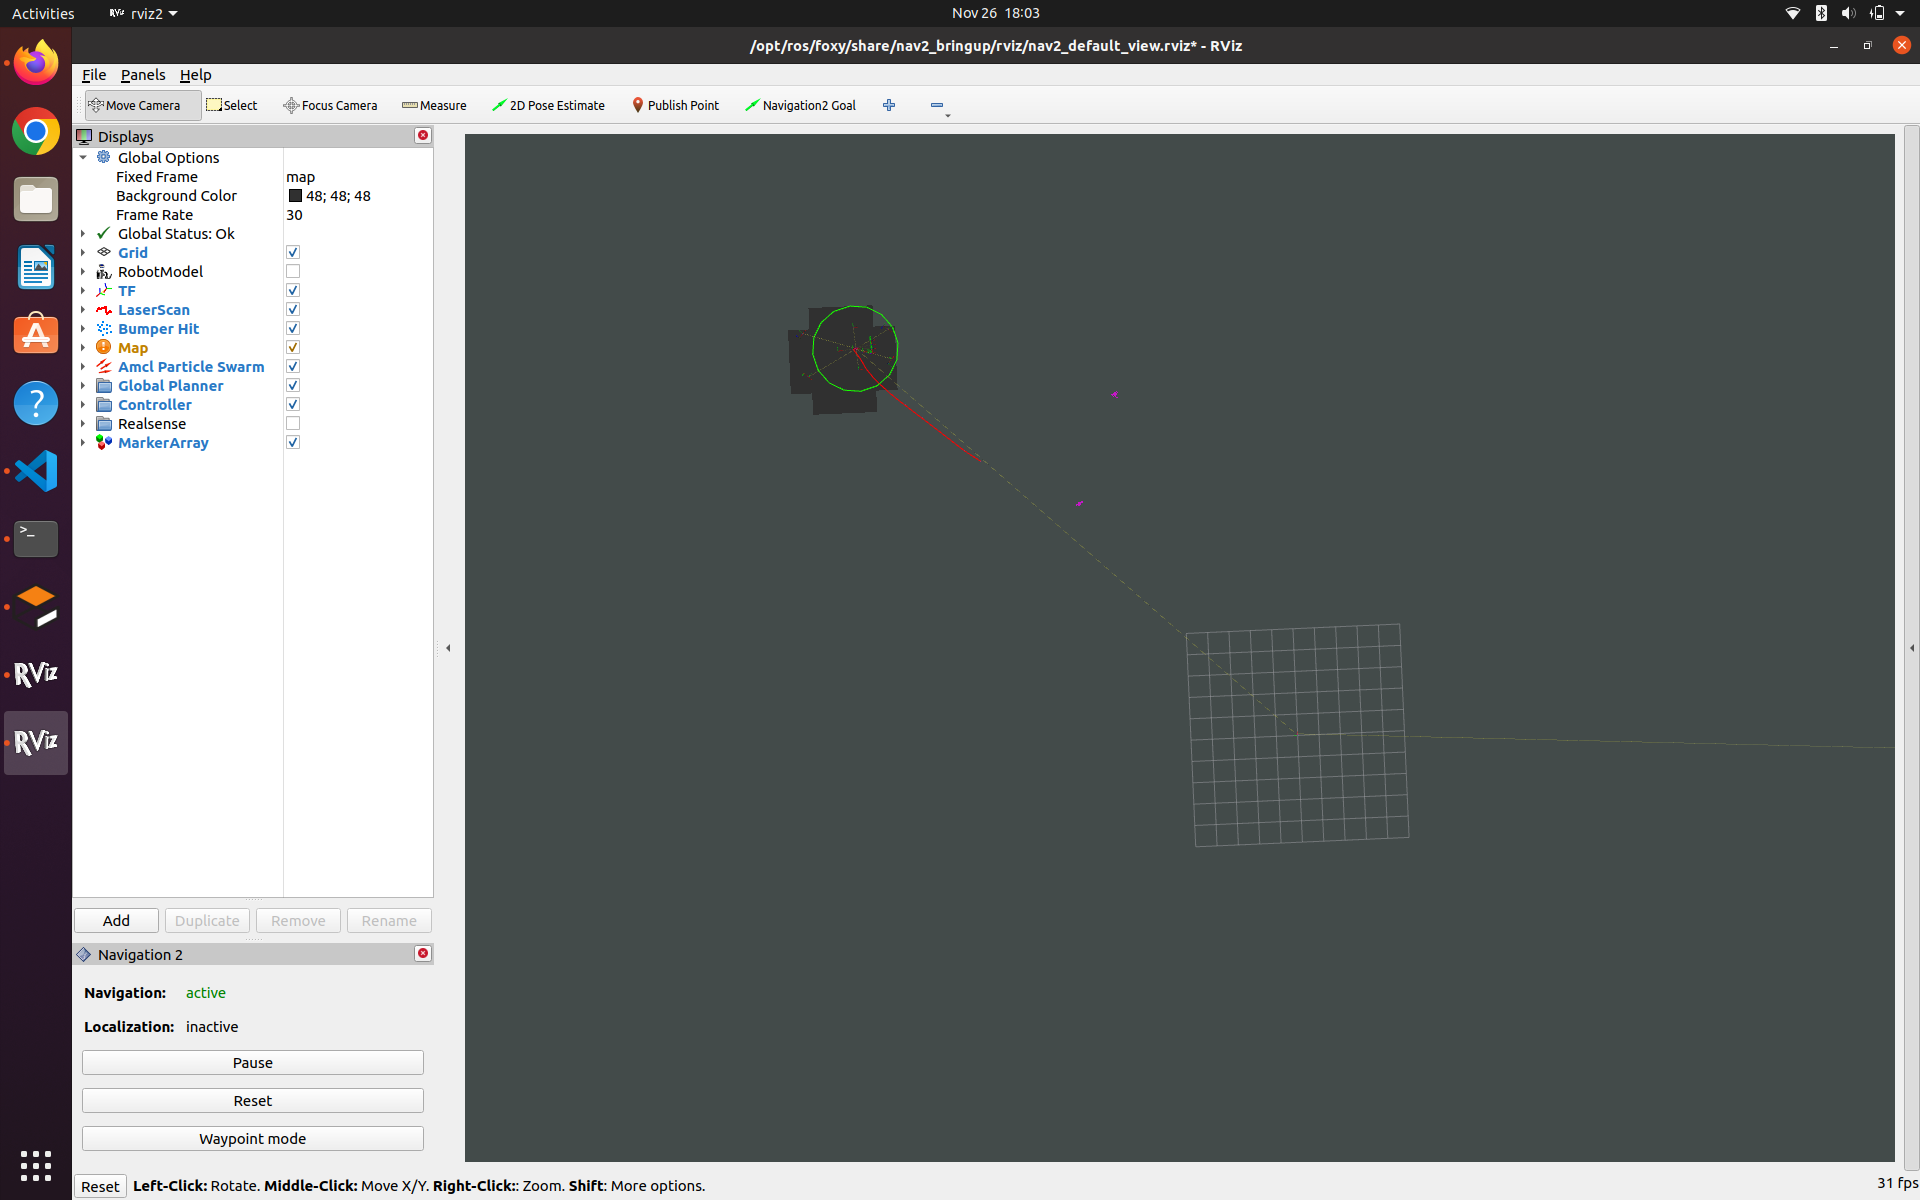 Activities rviz2 Nov 26 18:03
/opt/ros/foxy/share/nav2_bringup/rviz/nav2_default_view.rviz* - RViz
File Panels Help
Move Camera Select Focus Camera Measure 2D Pose Estimate Publish Point Navigation2 Goal
Displays
Global Options
Fixed Frame map
Background Color 48; 48; 48
Frame Rate 30
Global Status: Ok
Grid
RobotModel
TF
LaserScan
Bumper Hit
Map
Amcl Particle Swarm
Global Planner
Controller
Realsense
MarkerArray
RViz
RViz
Add Duplicate Remove Rename
Navigation 2
Navigation: active
Localization: inactive
Pause
Reset
Waypoint mode
Reset Left-Click: Rotate. Middle-Click: Move X/Y. Right-Click:: Zoom. Shift: More options. 31 fps